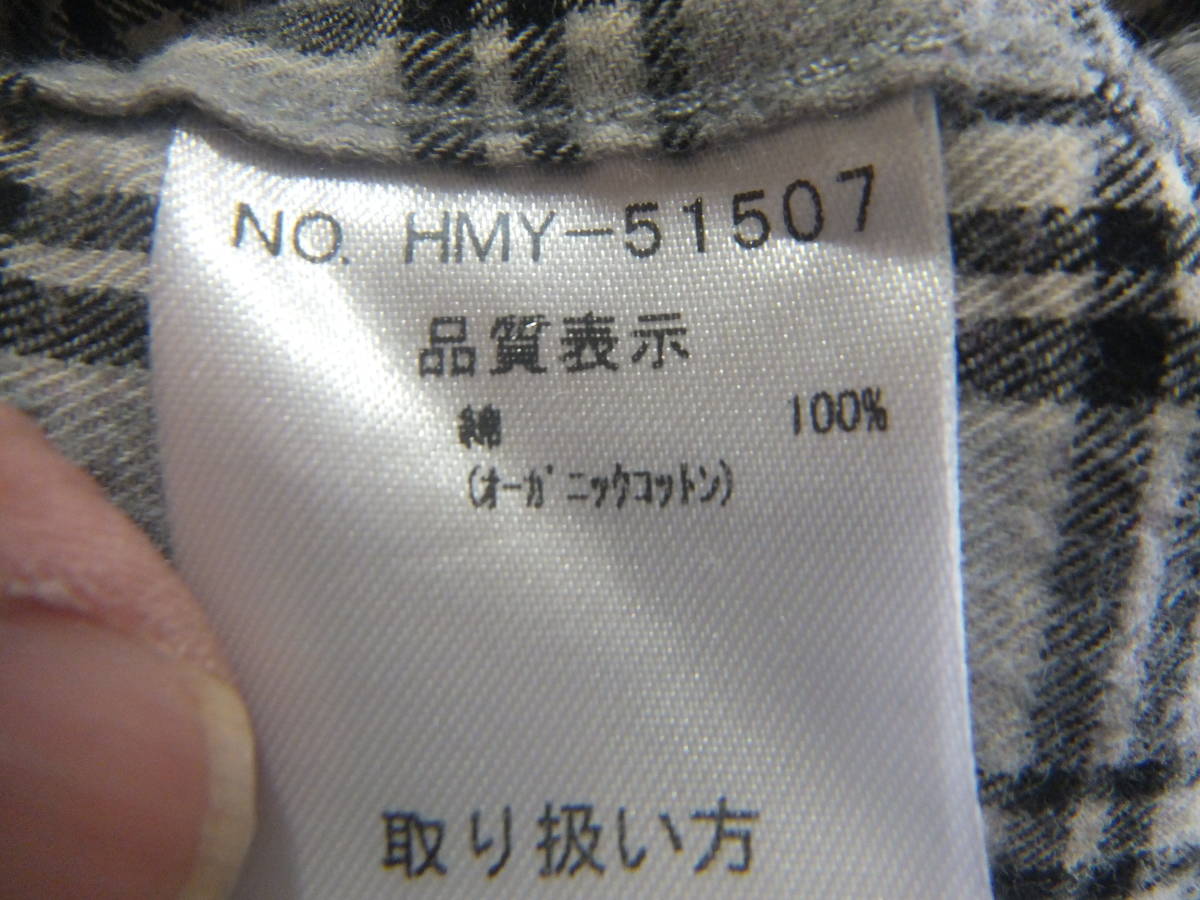 NO. HMY-51507
品質表示
綿 100%
(ｵｰｶﾞﾆｯｸｺｯﾄﾝ)
取り扱い方